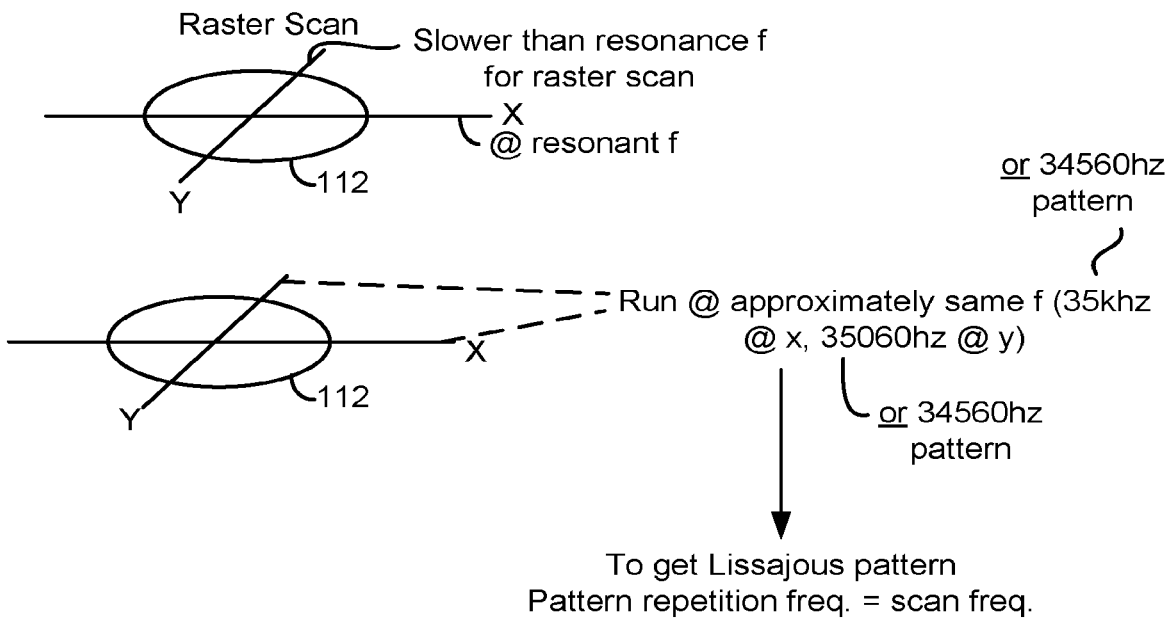 Raster Scan
Slower than resonance f
for raster scan
X
@ resonant f
112
Y
or 34560hz
pattern
Run @ approximately same f (35khz
@ x, 35060hz @ y)
X
112
Y
or 34560hz
pattern
To get Lissajous pattern
Pattern repetition freq. = scan freq.